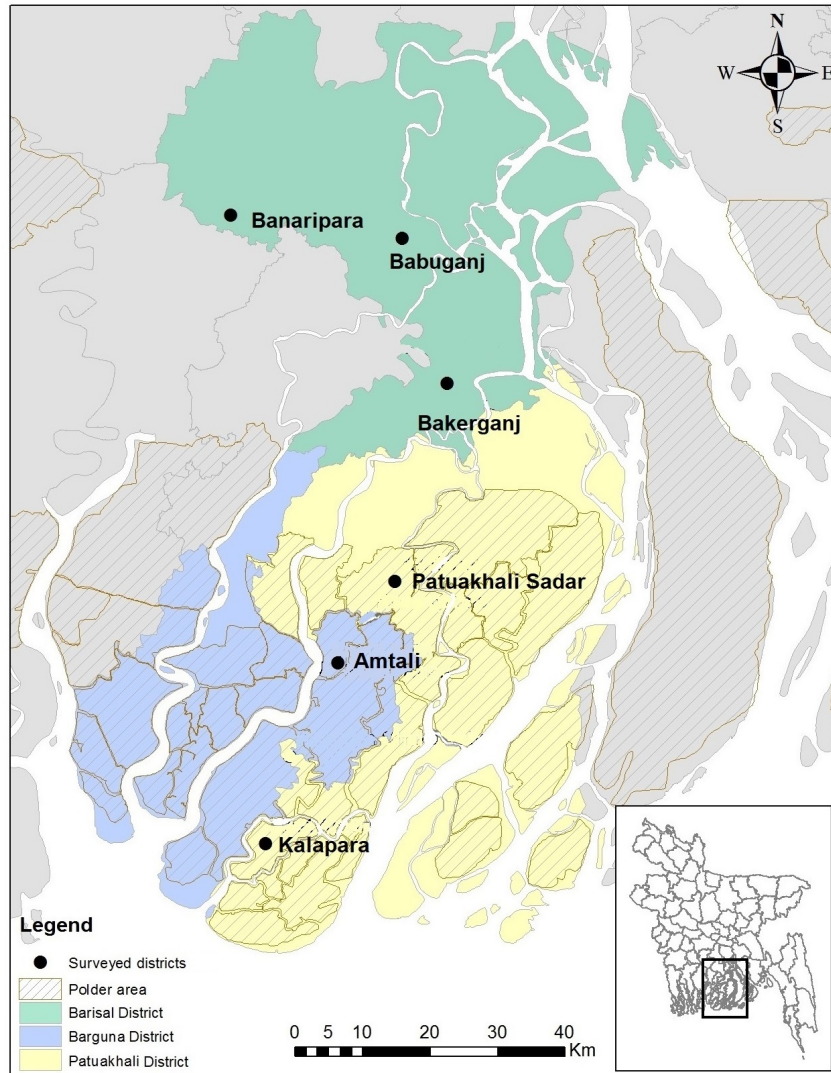 N
W E
S
Banaripara
Babuganj
Bakerganj
Patuakhali Sadar
Amtali
Kalapara
Legend
Surveyed districts
Polder area
Barisal District
Barguna District
Patuakhali District
0 5 10 20 30 40
Km